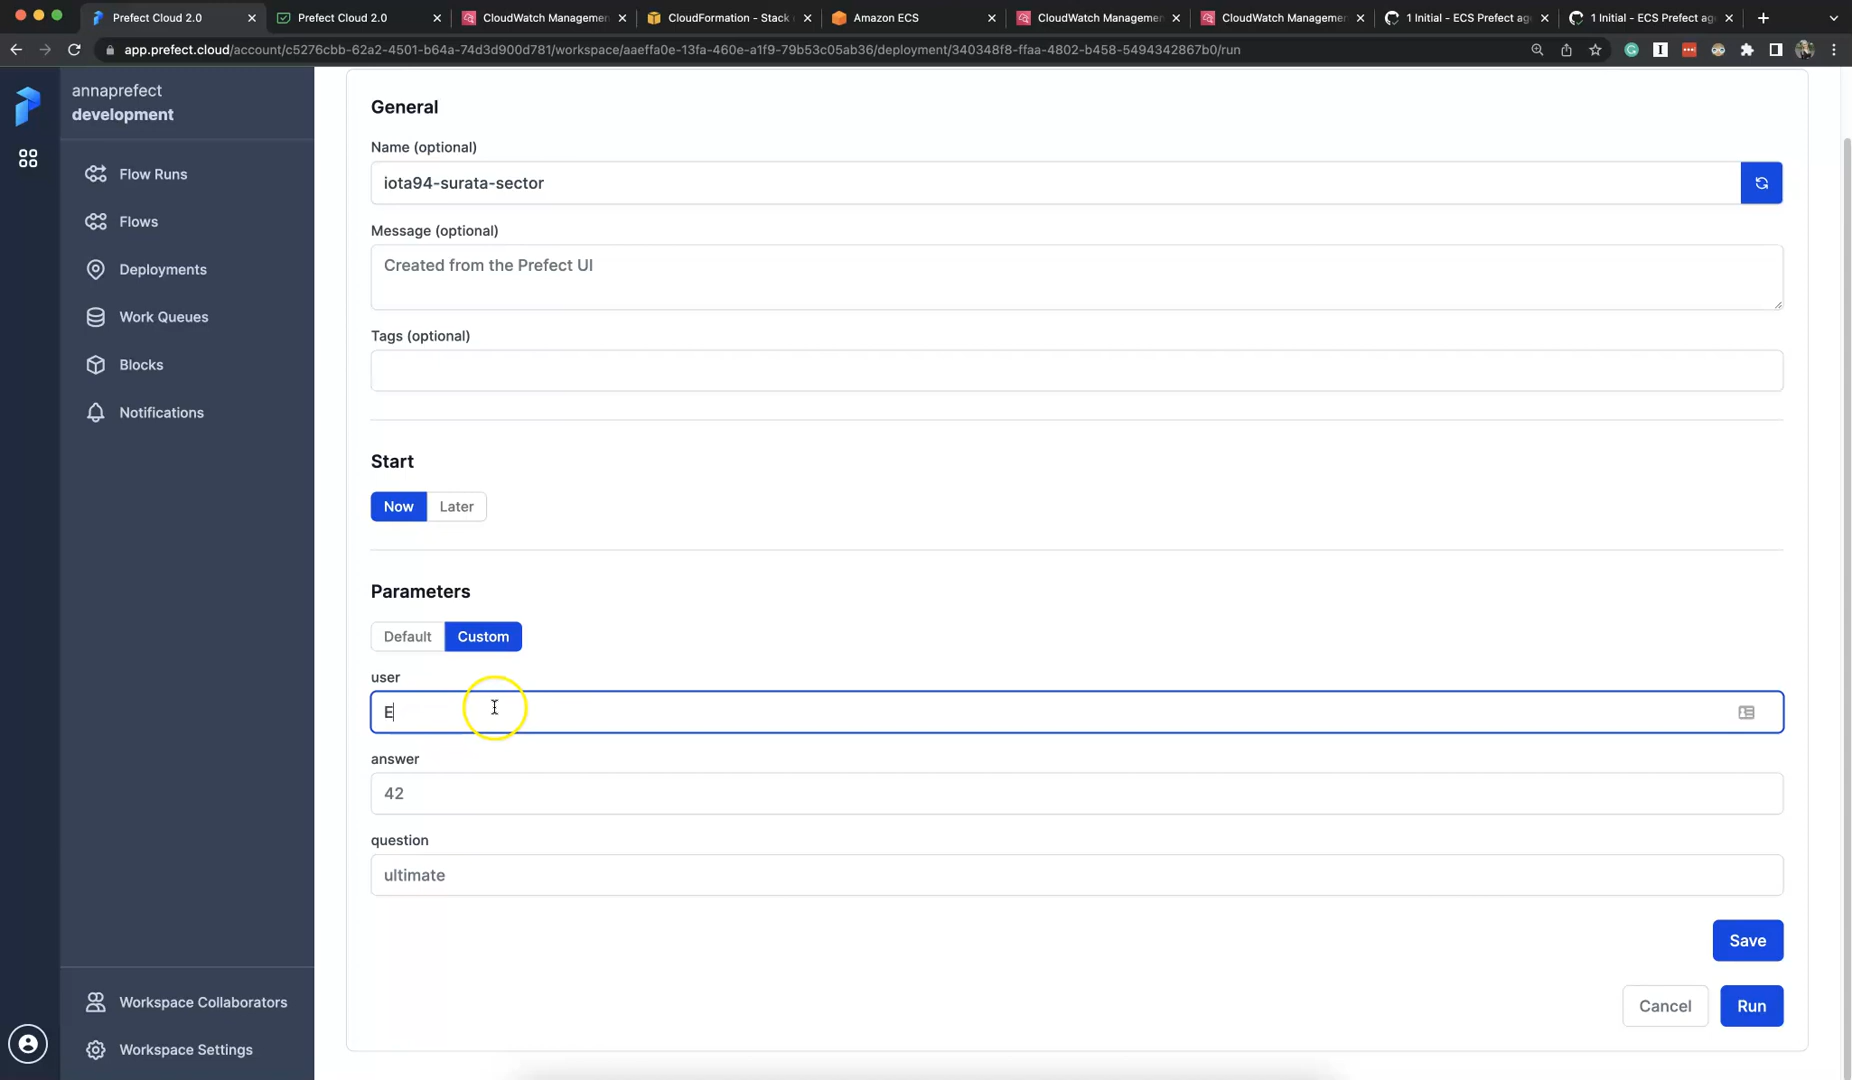 Prefect Cloud 2.0
Prefect Cloud 2.0
CloudWatch Managemen
CloudFormation - Stack
Amazon ECS
CloudWatch Managemen
CloudWatch Managemen
1 Initial - ECS Prefect ag
1 Initial - ECS Prefect ag
app.prefect.cloud/account/c5276cbb-62a2-4501-b64a-74d3d900d781/workspace/aaeffa0e-13fa-460e-a1f9-79b53c05ab36/deployment/340348f8-ffaa-4802-b458-5494342867b0/run
annaprefect
development
Flow Runs
Flows
Deployments
Work Queues
Blocks
Notifications
Workspace Collaborators
Workspace Settings
General
Name (optional)
iota94-surata-sector
Message (optional)
Created from the Prefect UI
Tags (optional)
Start
Now Later
Parameters
Default Custom
user
E
answer
42
question
ultimate
Save
Cancel Run